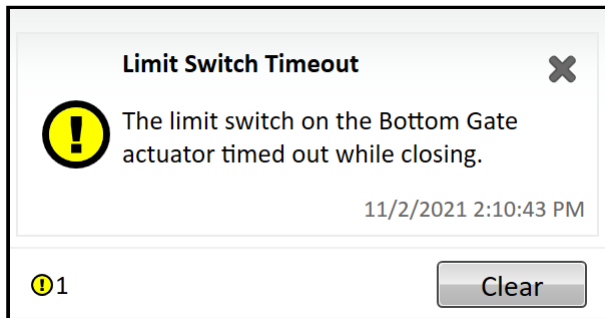 Limit Switch Timeout
The limit switch on the Bottom Gate
actuator timed out while closing.
11/2/2021 2:10:43 PM
1
Clear